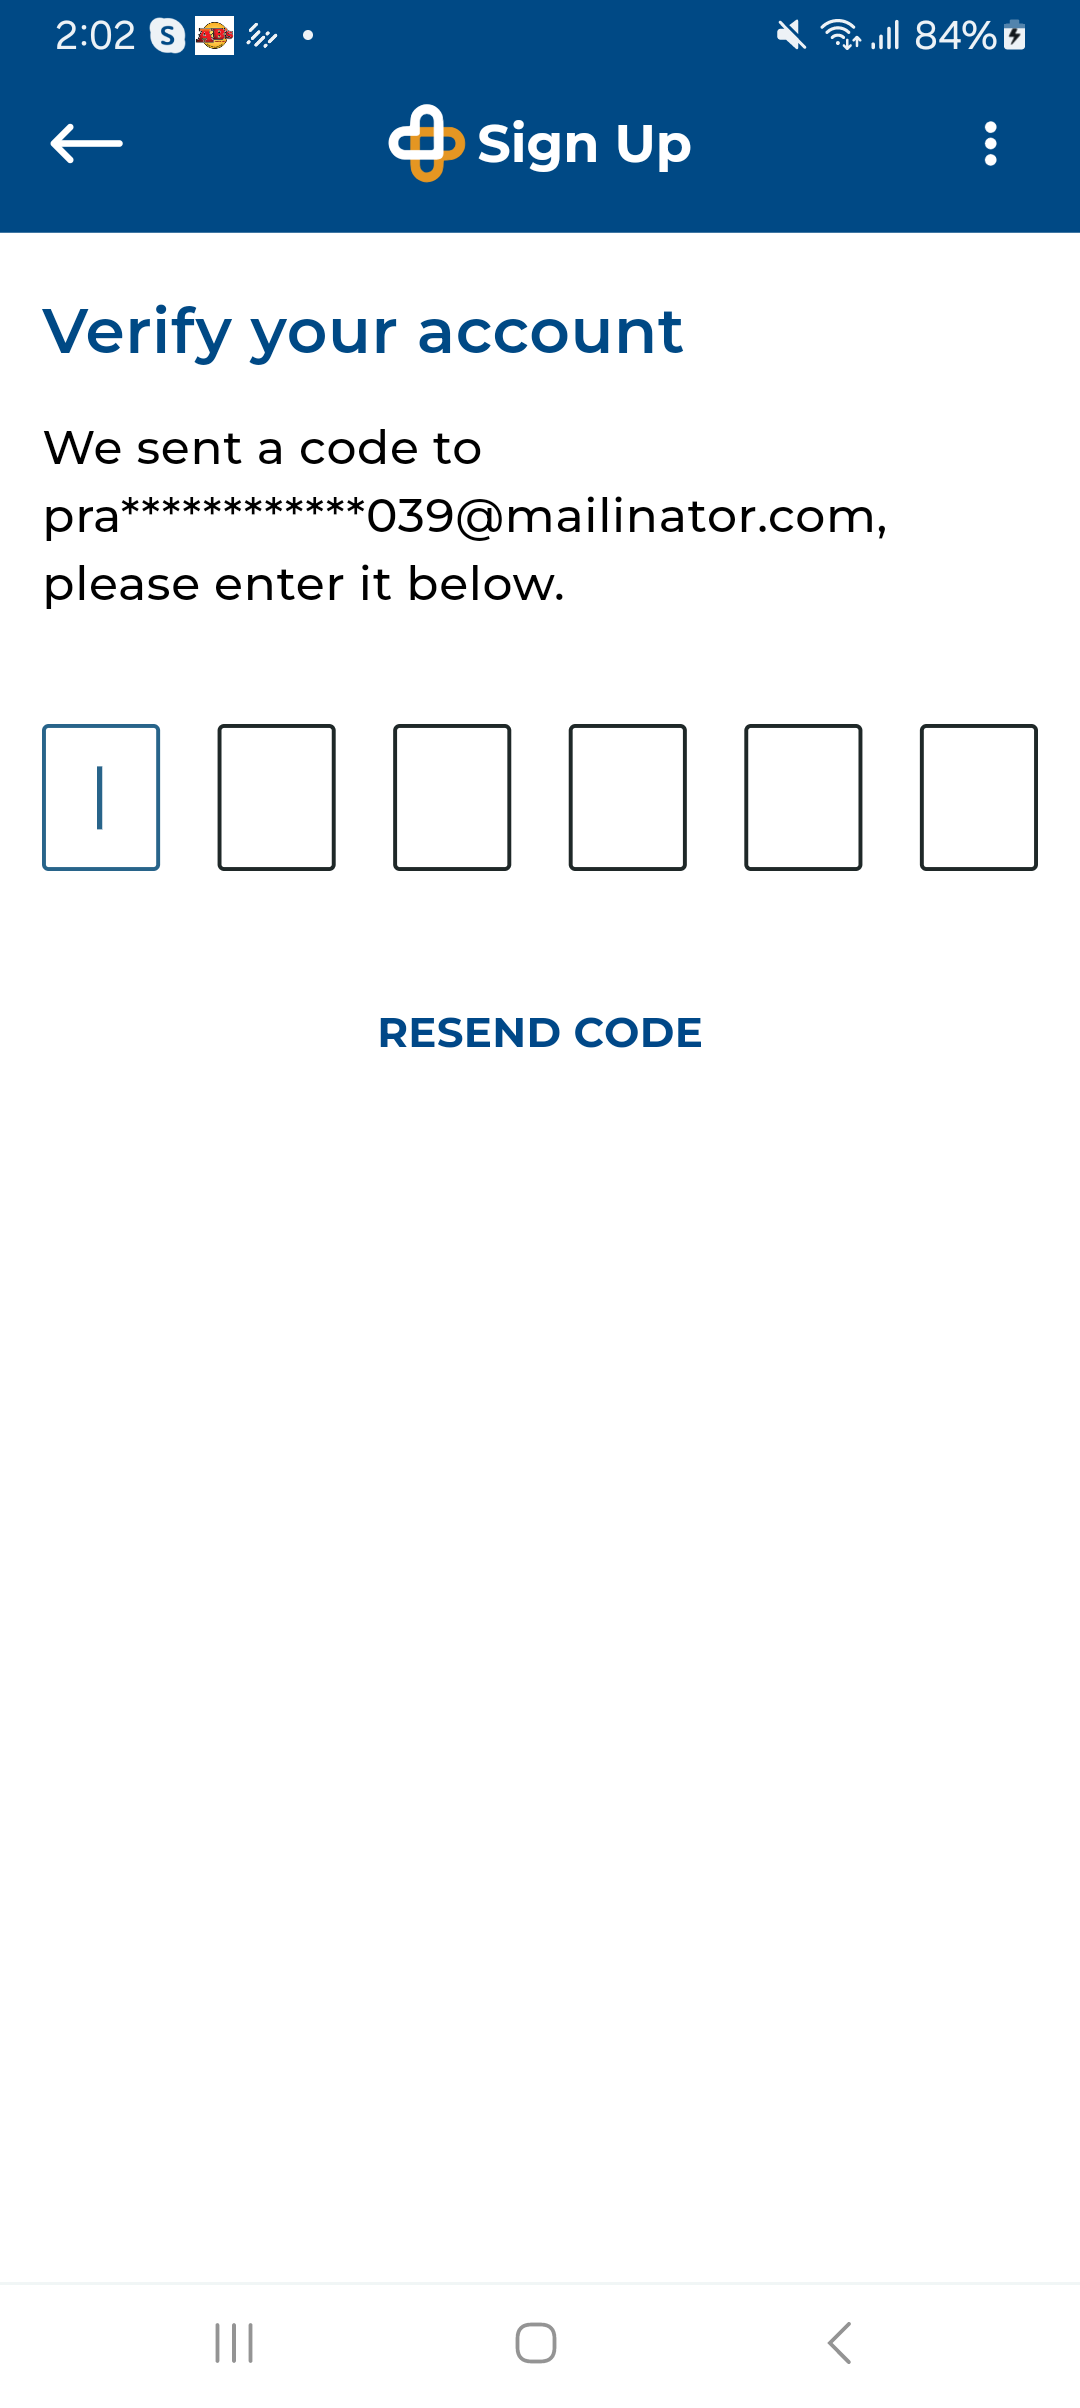 2:02 S 84%
Sign Up
Verify your account
We sent a code to
pra************039@mailinator.com,
please enter it below.
RESEND CODE